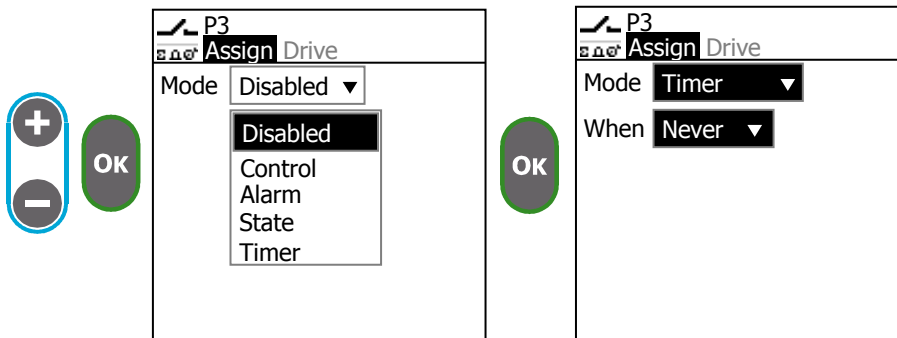 P3
Assign Drive
Mode Disabled ▼
Disabled
Control
Alarm
State
Timer
+
OK
−
OK
P3
Assign Drive
Mode Timer ▼
When Never ▼